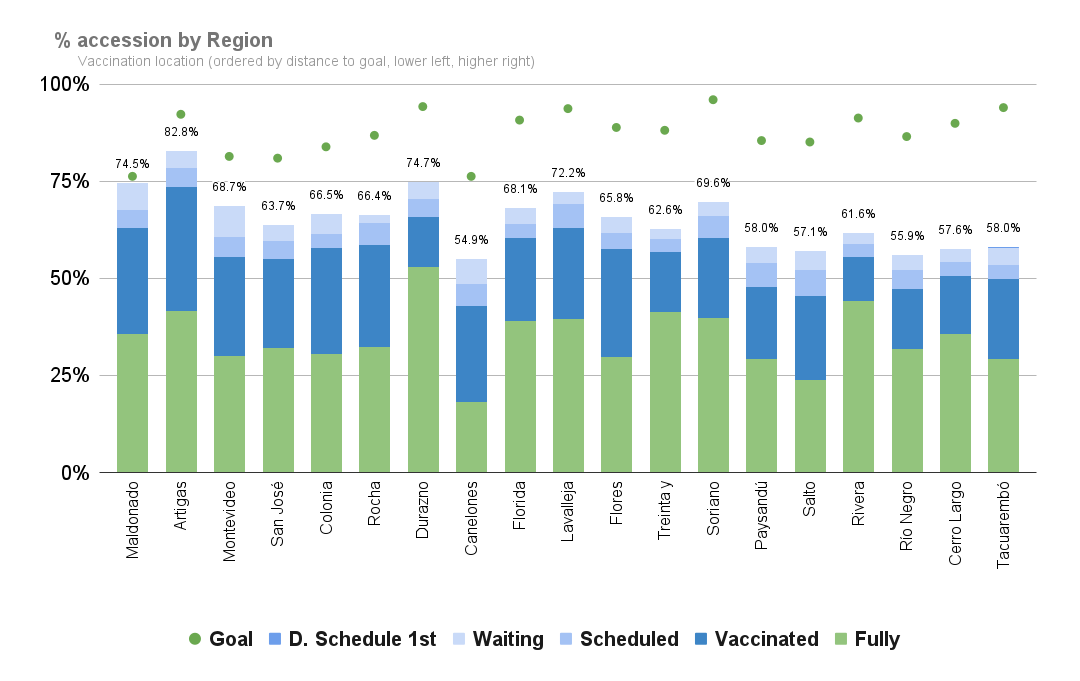 % accession by Region
Vaccination location (ordered by distance to goal, lower left, higher right)
100%
75%
50%
25%
0%
74.5%
82.8%
68.7%
63.7%
66.5%
66.4%
74.7%
54.9%
68.1%
72.2%
65.8%
62.6%
69.6%
58.0%
57.1%
61.6%
55.9%
57.6%
58.0%
Maldonado
Artigas
Montevideo
San José
Colonia
Rocha
Durazno
Canelones
Florida
Lavalleja
Flores
Treinta y
Soriano
Paysandú
Salto
Rivera
Río Negro
Cerro Largo
Tacuarembó
Goal
D. Schedule 1st
Waiting
Scheduled
Vaccinated
Fully